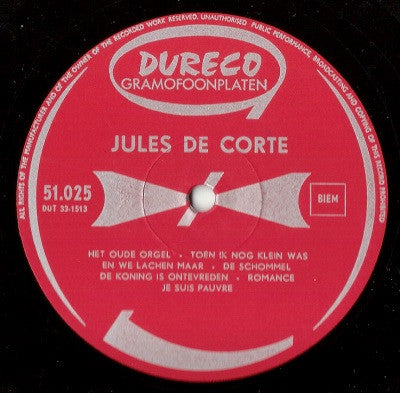 ALL RIGHTS OF THE MANUFACTURER AND OF THE OWNER OF THE RECORDED WORK RESERVED. UNAUTHORISED PUBLIC PERFORMANCE, BROADCASTING AND COPYING OF THIS RECORD PROHIBITED
DURECO
GRAMOFOONPLATEN
JULES DE CORTE
51.025
DUT 33-1513
BIEM
HET OUDE ORGEL • TOEN IK NOG KLEIN WAS
EN WE LACHEN MAAR • DE SCHOMMEL
DE KONING IS ONTEVREDEN • ROMANCE
JE SUIS PAUVRE